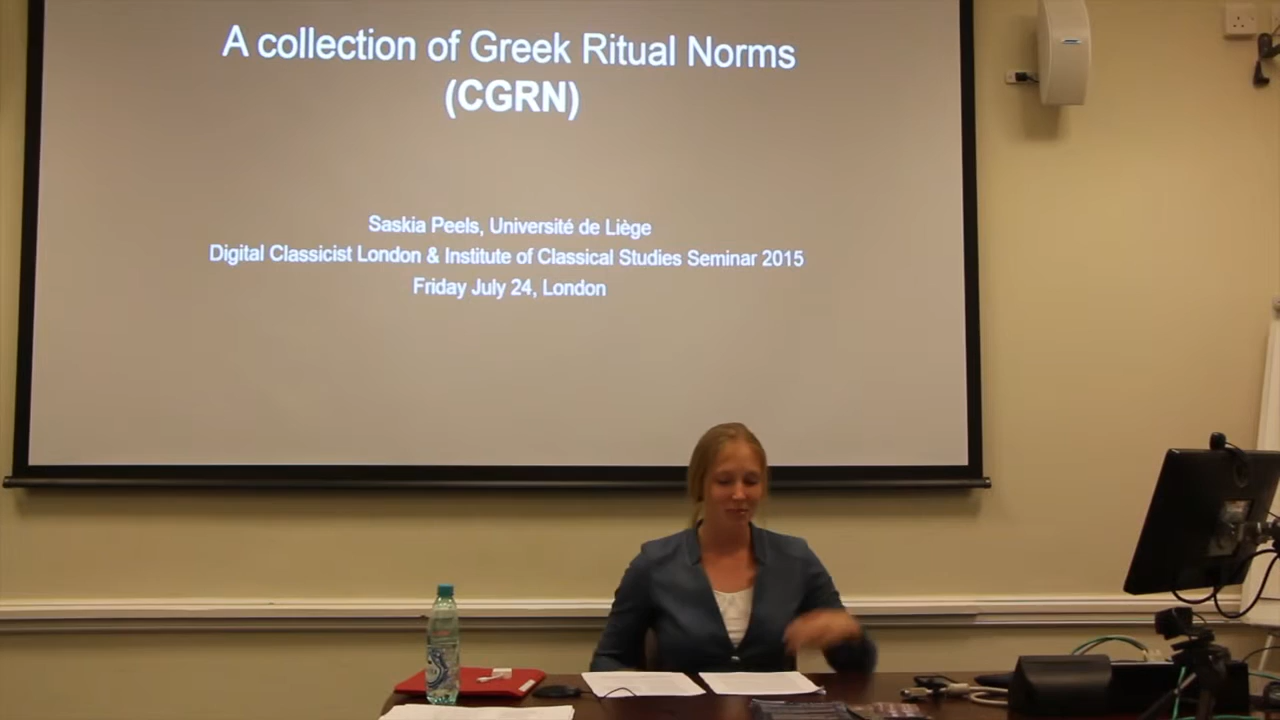 A collection of Greek Ritual Norms
(CGRN)
Saskia Peels, Université de Liège
Digital Classicist London & Institute of Classical Studies Seminar 2015
Friday July 24, London